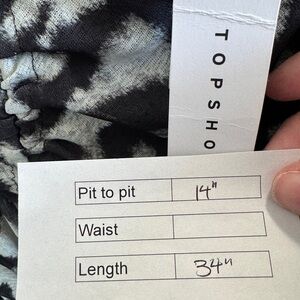 TOPSHO
Pit to pit 14"
Waist
Length 34"